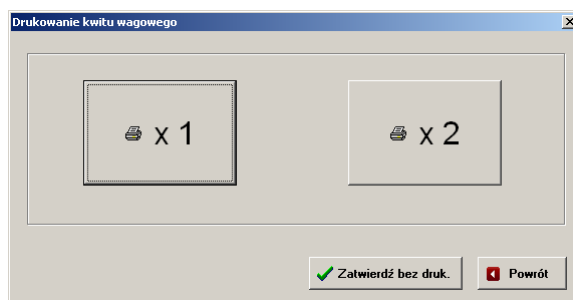 Drukowanie kwitu wagowego
x 1
x 2
Zatwierdź bez druk.
Powrót